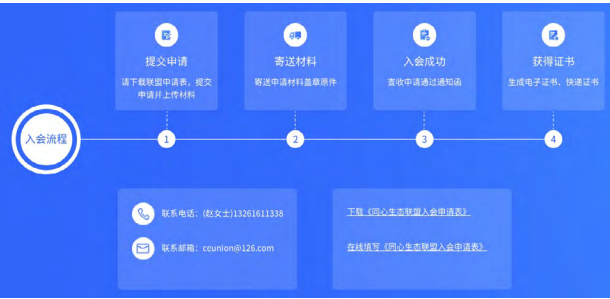 提交申请
请下载联盟申请表，提交
申请并上传材料
寄送材料
寄送申请材料盖章原件
入会成功
查收申请通过通知函
获得证书
生成电子证书、快递证书
入会流程
1
2
3
4
联系电话：(赵女士)13261611338
联系邮箱：ccunion@126.com
下载《同心生态联盟入会申请表》
在线填写《同心生态联盟入会申请表》